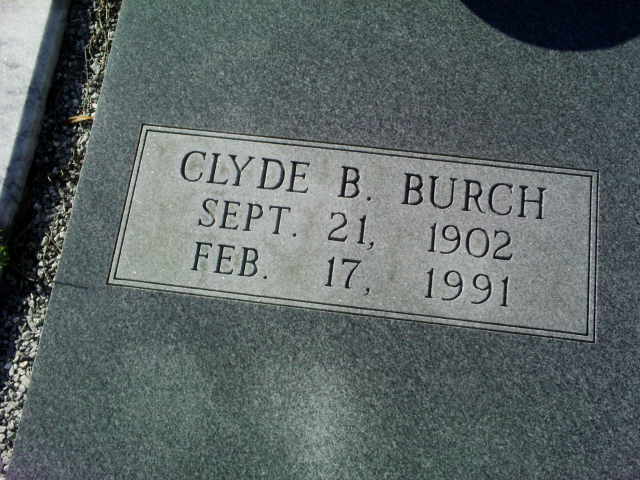 CLYDE B. BURCH
SEPT. 21, 1902
FEB. 17, 1991